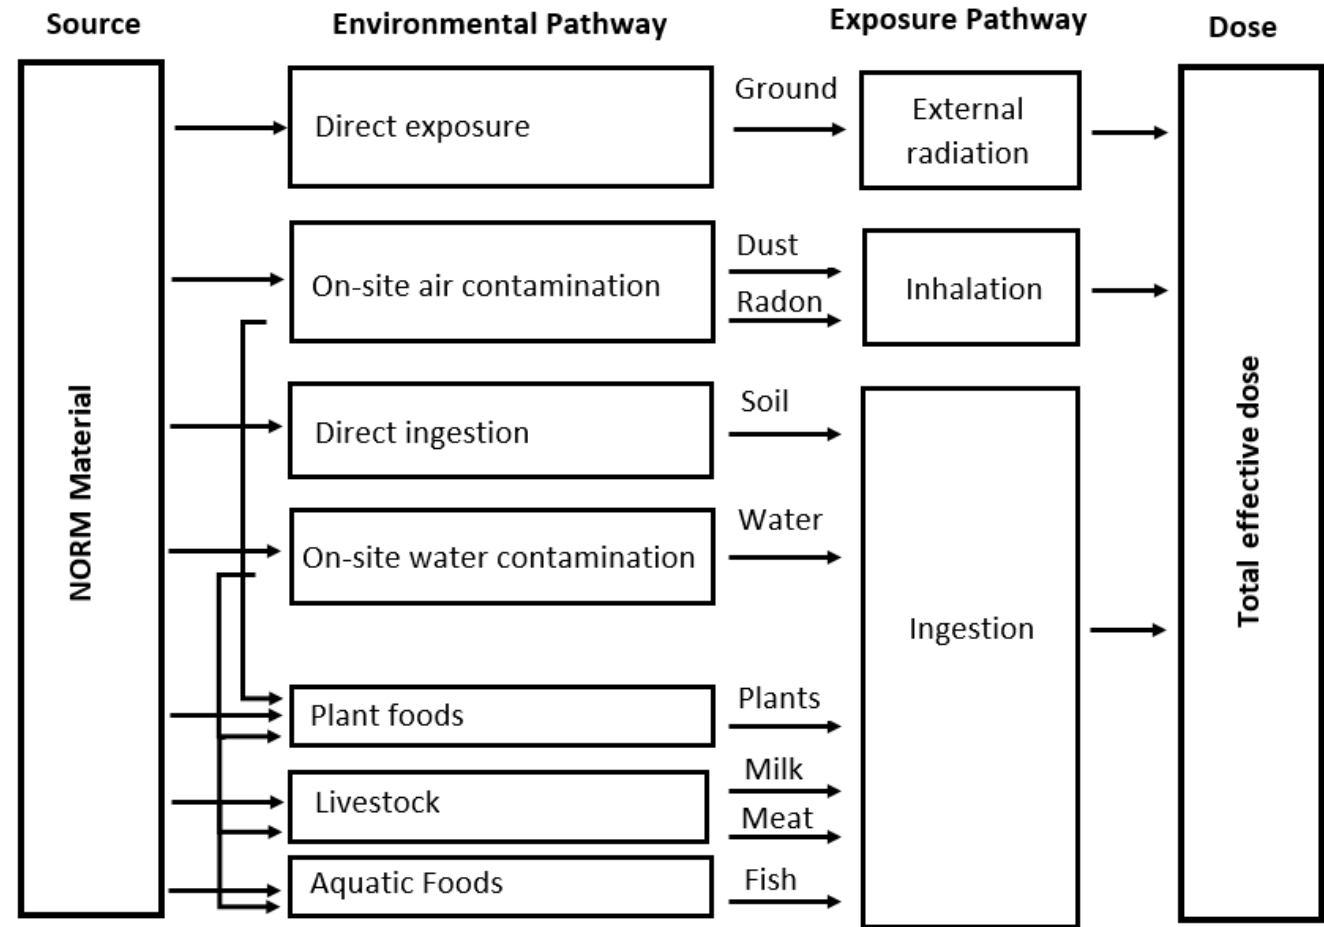 Source
Environmental Pathway
Exposure Pathway
Dose
NORM Material
Direct exposure
Ground
External
radiation
On-site air contamination
Dust
Radon
Inhalation
Direct ingestion
Soil
On-site water contamination
Water
Ingestion
Plant foods
Plants
Livestock
Milk
Meat
Aquatic Foods
Fish
Total effective dose